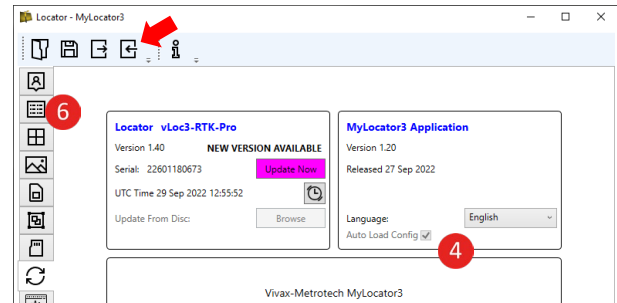 Locator - MyLocator3
6
Locator vLoc3-RTK-Pro
Version 1.40 NEW VERSION AVAILABLE
Serial: 22601180673 Update Now
UTC Time 29 Sep 2022 12:55:52
Update From Disc: Browse
MyLocator3 Application
Version 1.20
Released 27 Sep 2022
Language: English
Auto Load Config
4
Vivax-Metrotech MyLocator3